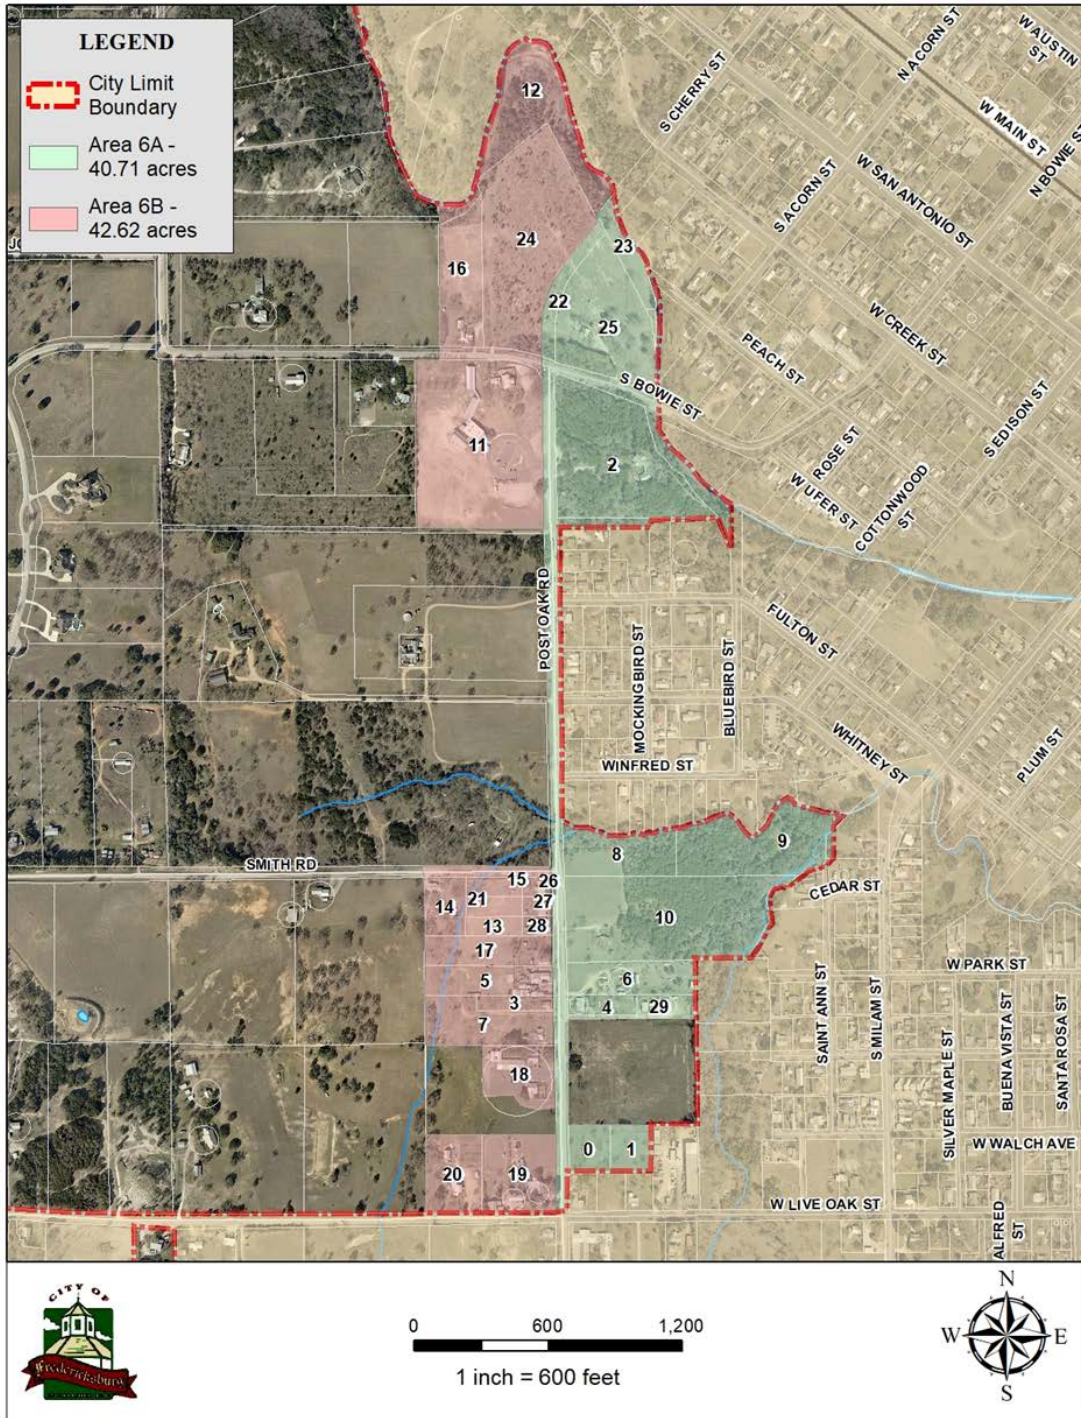 LEGEND
City Limit
Boundary
Area 6A -
40.71 acres
Area 6B -
42.62 acres
W AUSTIN
ST
N ACORN ST
S CHERRY ST
W MAIN ST
N BOWIE ST
W SAN ANTONIO ST
S ACORN ST
12
24
23
16
22
25
W CREEK ST
PEACH ST
S BOWIE ST
S EDISON ST
ROSE ST
11
2
W UFER ST
COTTONWOOD
ST
POST OAK RD
FULTON ST
MOCKINGBIRD ST
BLUEBIRD ST
WHITNEY ST
PLUM ST
WINFRED ST
SMITH RD
8
9
15
26
CEDAR ST
14
21
27
10
13
28
17
W PARK ST
5
6
3
4
29
7
SAINT ANN ST
S MILAM ST
SILVER MAPLE ST
BUENA VISTA ST
SANTA ROSA ST
18
0
1
W WALCH AVE
20
19
W LIVE OAK ST
ALFRED
ST
CITY OF
Fredericksburg
0 600 1,200
1 inch = 600 feet
N
W E
S